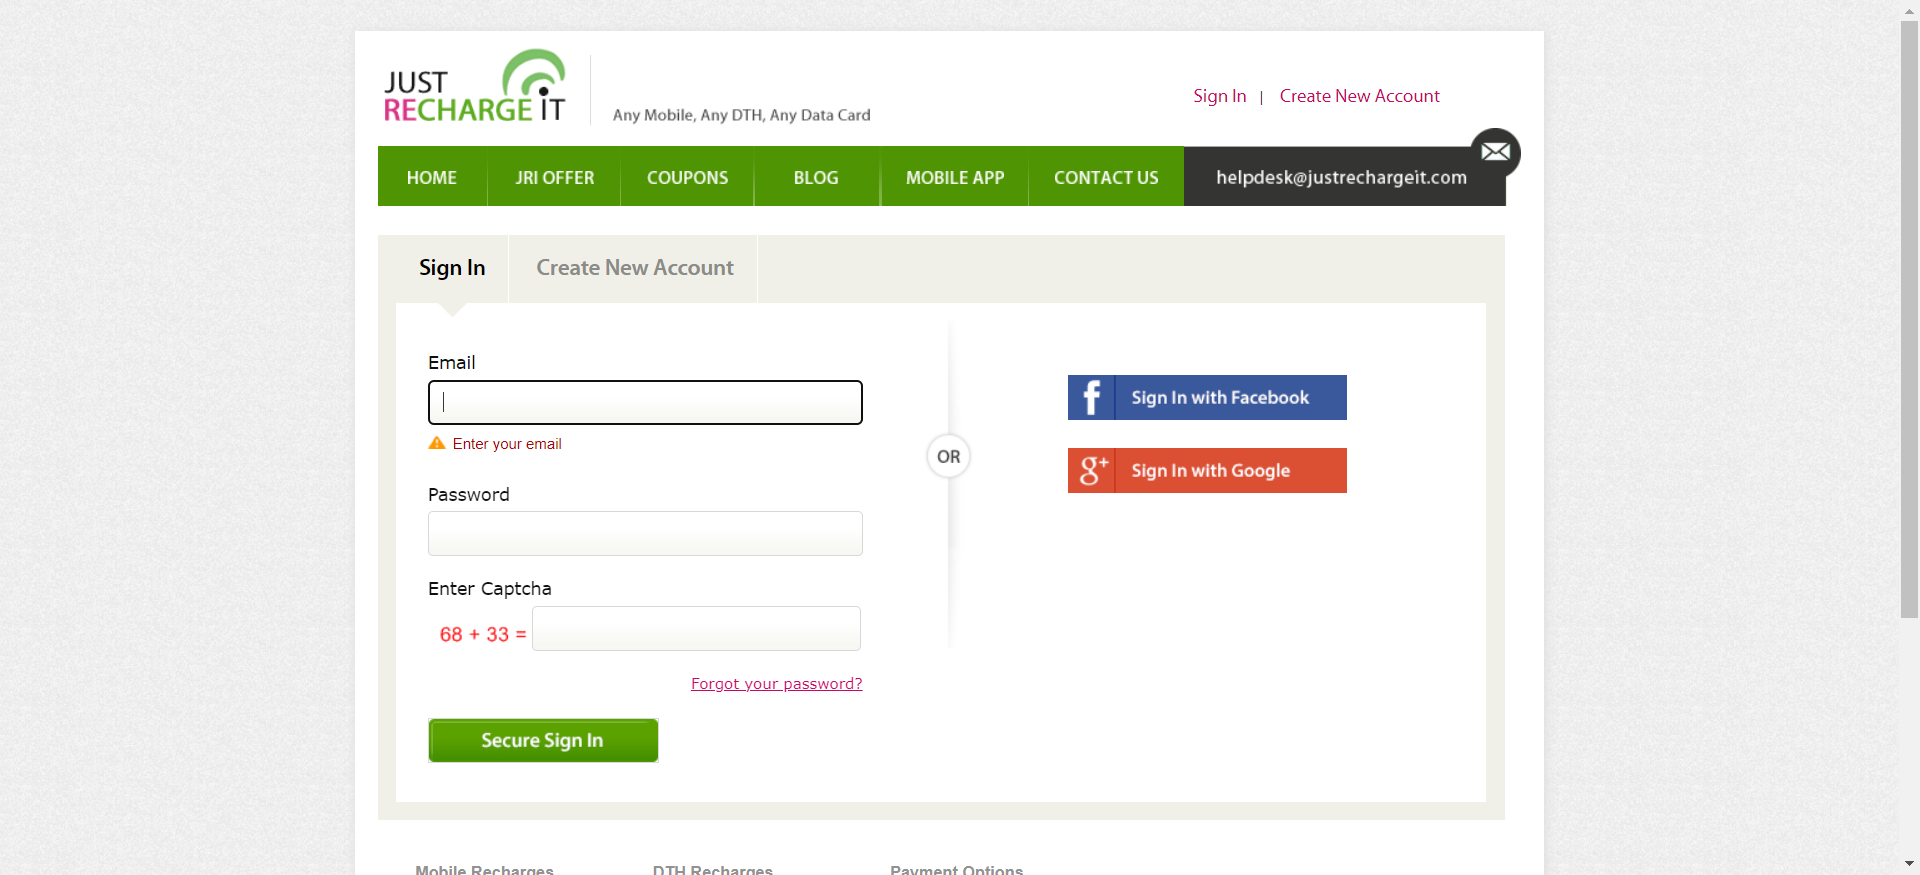 JUST
RECHARGE iT
Any Mobile, Any DTH, Any Data Card
Sign In | Create New Account
HOME JRI OFFER COUPONS BLOG MOBILE APP CONTACT US helpdesk@justrechargeit.com
Sign In Create New Account
Email
Enter your email
Password
Enter Captcha
68 + 33 =
Forgot your password?
Secure Sign In
OR
f Sign In with Facebook
g+ Sign In with Google
Mobile Recharges DTH Recharges Payment Options